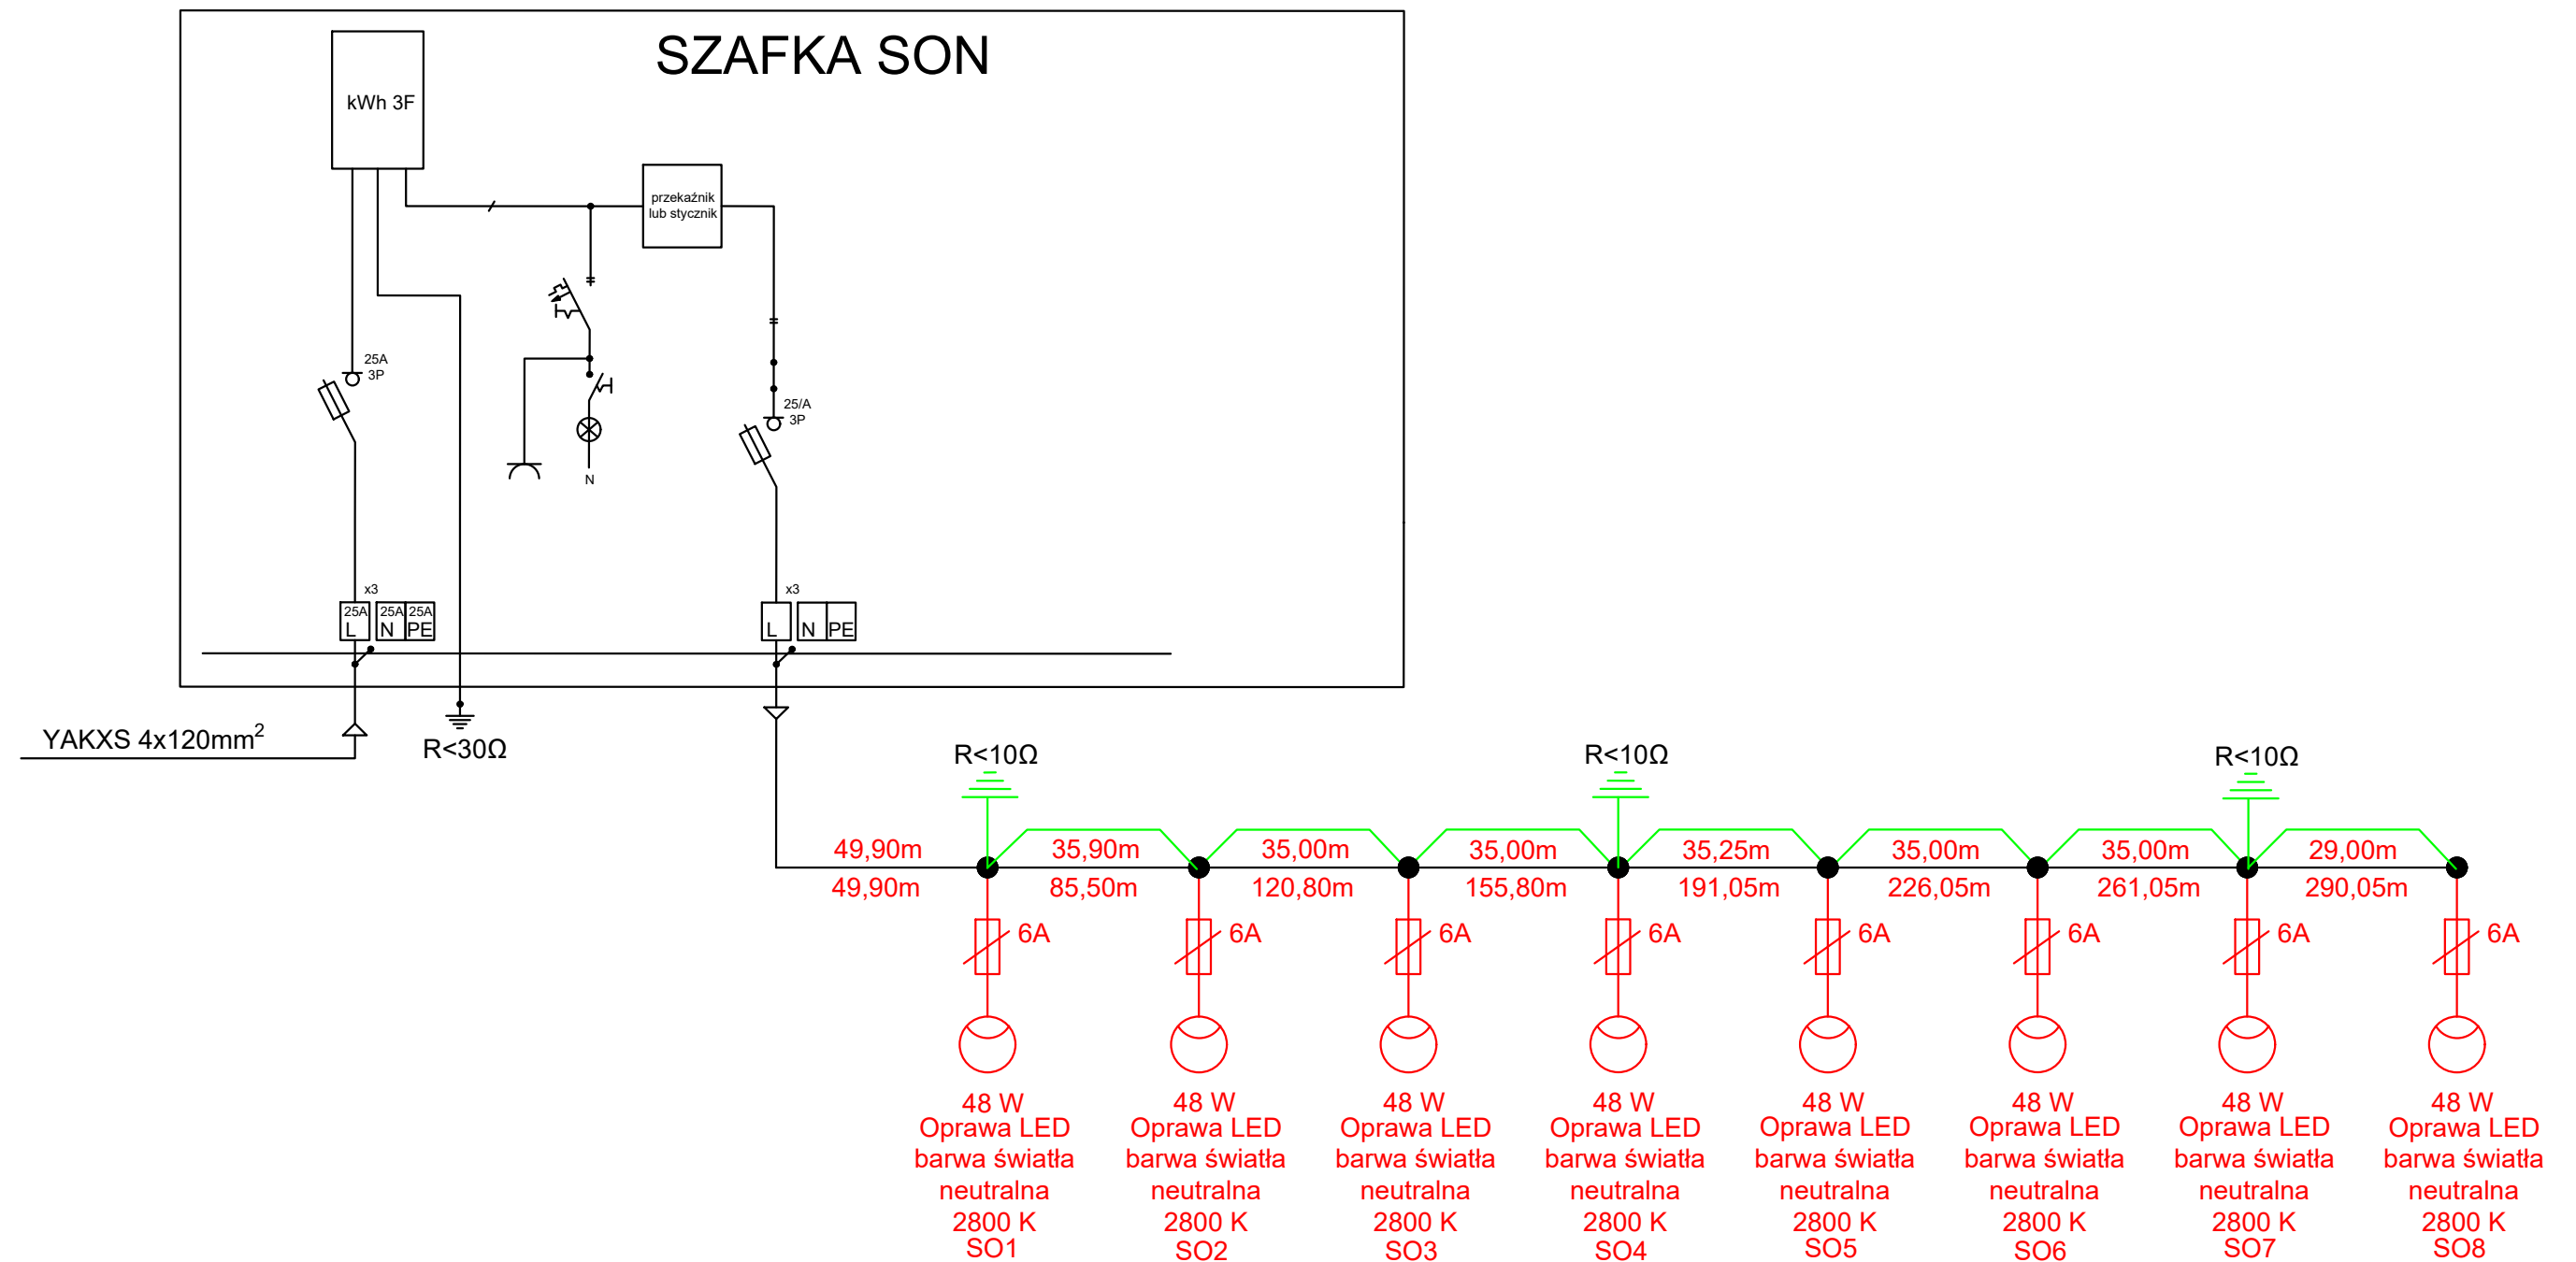 SZAFKA SON
kWh 3F
przekaźnik
lub stycznik
25A
3P
25/A
3P
N
x3
25A 25A 25A
L N PE
x3
L N PE
YAKXS 4x120mm²
R<30Ω
R<10Ω R<10Ω R<10Ω
49,90m 35,90m 35,00m 35,00m 35,25m 35,00m 35,00m 29,00m
49,90m 85,50m 120,80m 155,80m 191,05m 226,05m 261,05m 290,05m
6A 6A 6A 6A 6A 6A 6A 6A
48 W 48 W 48 W 48 W 48 W 48 W 48 W 48 W
Oprawa LED Oprawa LED Oprawa LED Oprawa LED Oprawa LED Oprawa LED Oprawa LED Oprawa LED
barwa światła barwa światła barwa światła barwa światła barwa światła barwa światła barwa światła barwa światła
neutralna neutralna neutralna neutralna neutralna neutralna neutralna neutralna
2800 K 2800 K 2800 K 2800 K 2800 K 2800 K 2800 K 2800 K
SO1 SO2 SO3 SO4 SO5 SO6 SO7 SO8